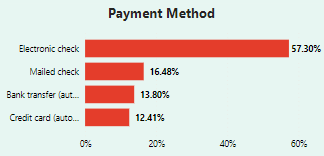 Payment Method
Electronic check 57.30%
Mailed check 16.48%
Bank transfer (aut... 13.80%
Credit card (auto... 12.41%
0% 20% 40% 60%